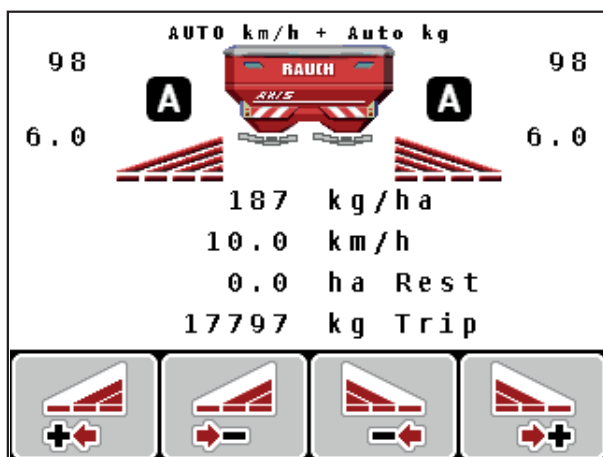 AUTO km/h + Auto kg
98 98
RAUCH
A A
AXIS
6.0 6.0
187 kg/ha
10.0 km/h
0.0 ha Rest
17797 kg Trip